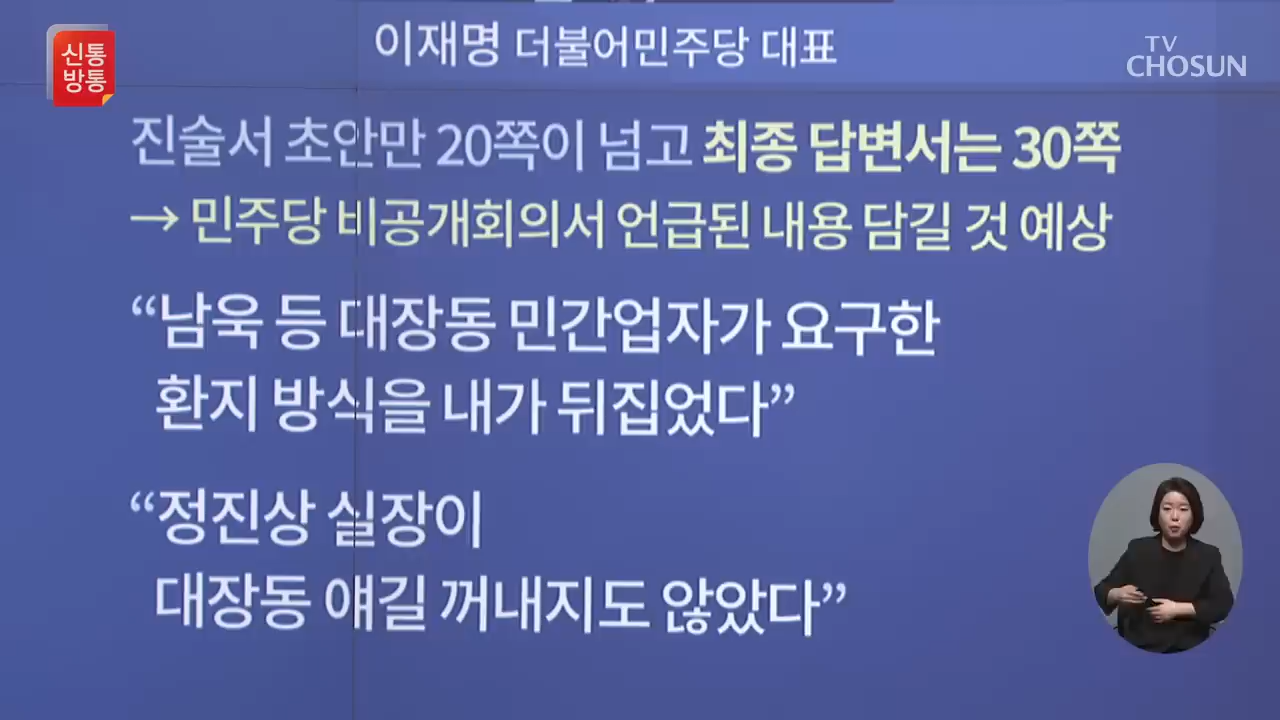 신통
방통
이재명 더불어민주당 대표
TV
CHOSUN
진술서 초안만 20쪽이 넘고 최종 답변서는 30쪽
→ 민주당 비공개회의서 언급된 내용 담길 것 예상
“남욱 등 대장동 민간업자가 요구한
환지 방식을 내가 뒤집었다”
“정진상 실장이
대장동 얘길 꺼내지도 않았다”